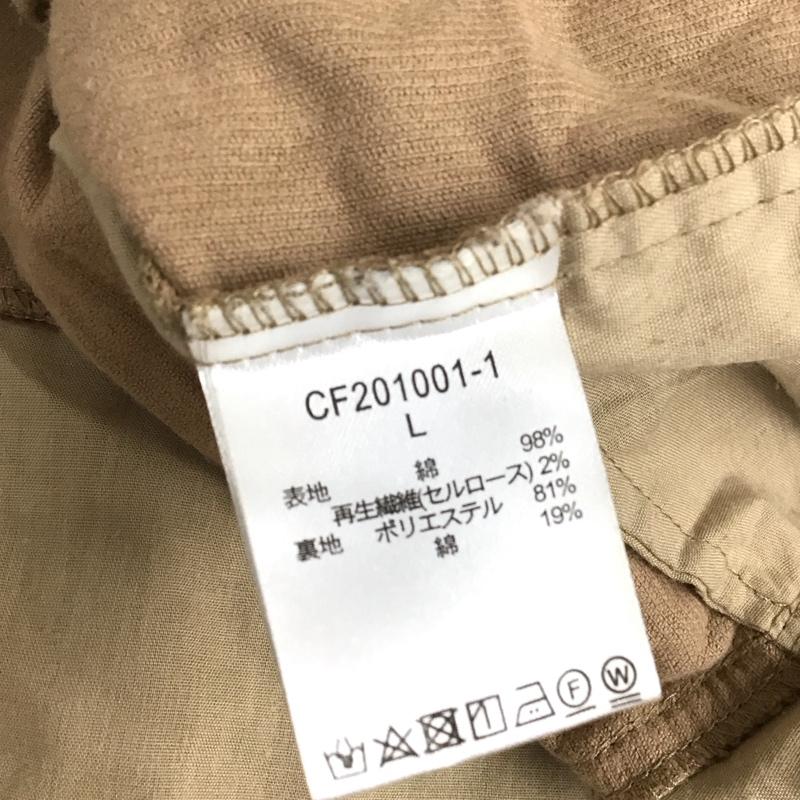 CF201001-1
L
表地 綿 98%
再生繊維(セルロース) 2%
裏地 ポリエステル 81%
綿 19%
F W